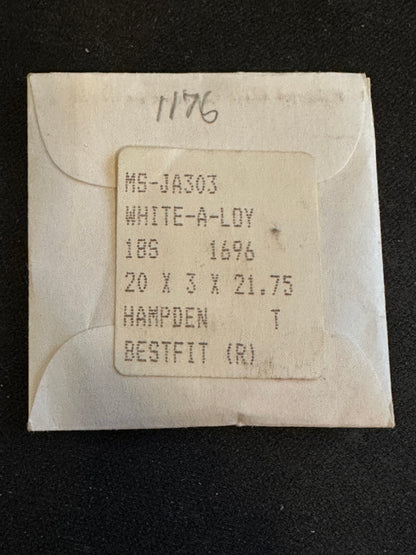 1176
MS-JA303
WHITE-A-LOY
18S 1696
20 X 3 X 21.75
HAMPDEN T
BESTFIT (R)